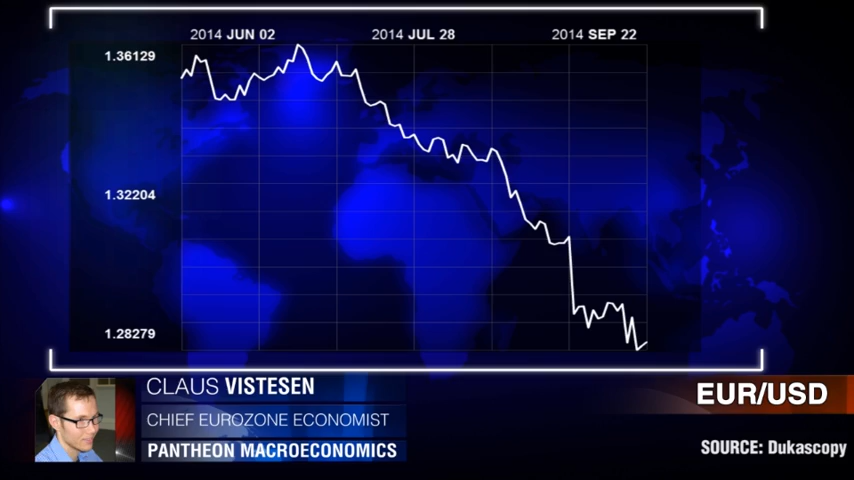 2014 JUN 02 2014 JUL 28 2014 SEP 22
1.36129
1.32204
1.28279
CLAUS VISTESEN
CHIEF EUROZONE ECONOMIST
PANTHEON MACROECONOMICS
EUR/USD
SOURCE: Dukascopy